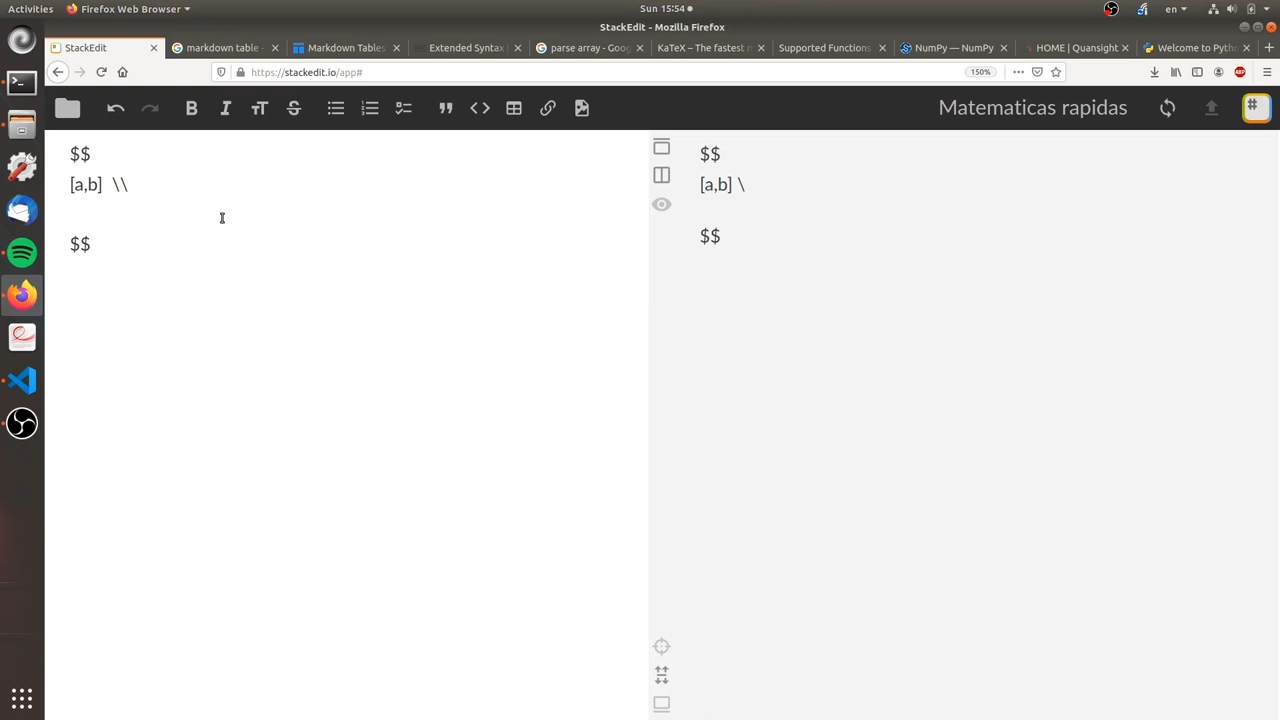 Activities Firefox Web Browser Sun 15:54 en
StackEdit - Mozilla Firefox
StackEdit markdown table - Markdown Tables Extended Syntax parse array - Goog KaTeX – The fastest m Supported Functions NumPy — NumPy HOME | Quansight Welcome to Pyth
https://stackedit.io/app# 150%
Matematicas rapidas
$$
[a,b] \\
$$
$$
[a,b] \
$$